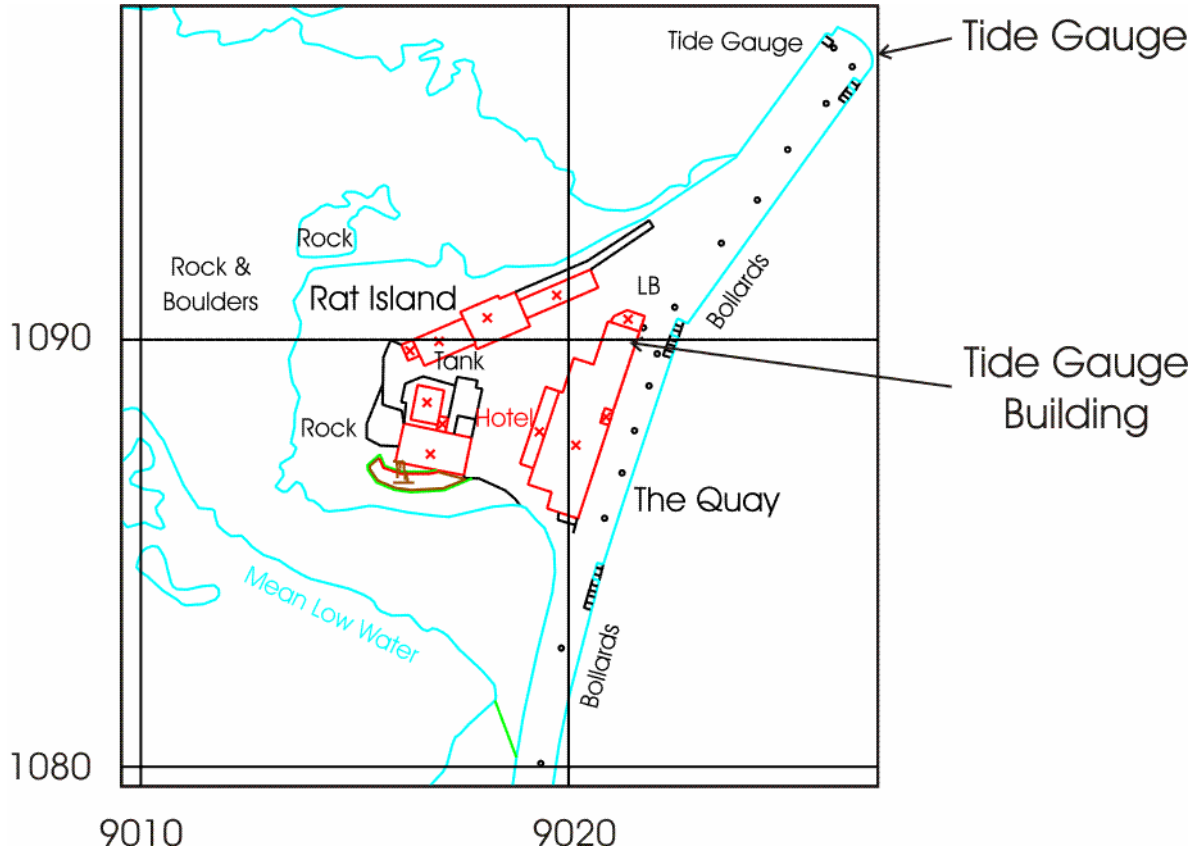 Tide Gauge
Tide Gauge
Rock
Rock &
Boulders
Rat Island
LB
Bollards
1090
Tank
Tide Gauge
Building
Rock
Hotel
The Quay
Mean Low Water
Bollards
1080
9010
9020